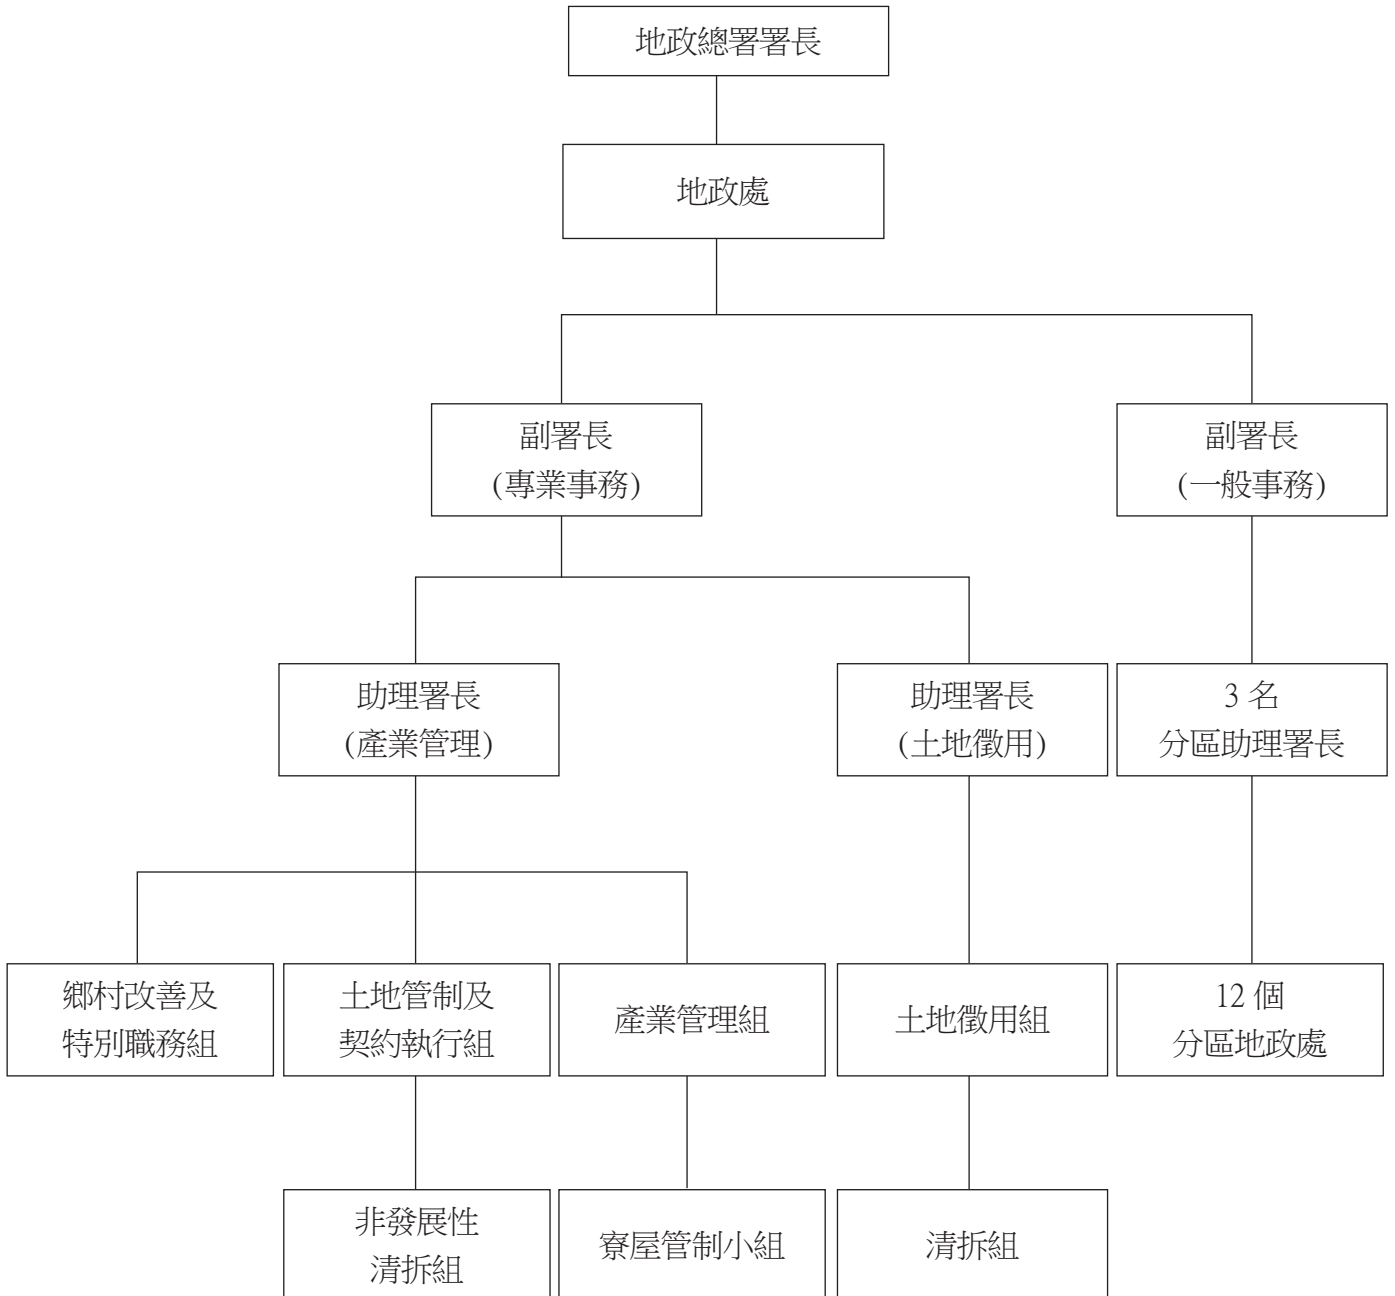 地政總署署長
地政處
副署長
(專業事務)
副署長
(一般事務)
助理署長
(產業管理)
助理署長
(土地徵用)
3 名
分區助理署長
鄉村改善及
特別職務組
土地管制及
契約執行組
產業管理組
土地徵用組
12 個
分區地政處
非發展性
清拆組
寮屋管制小組
清拆組